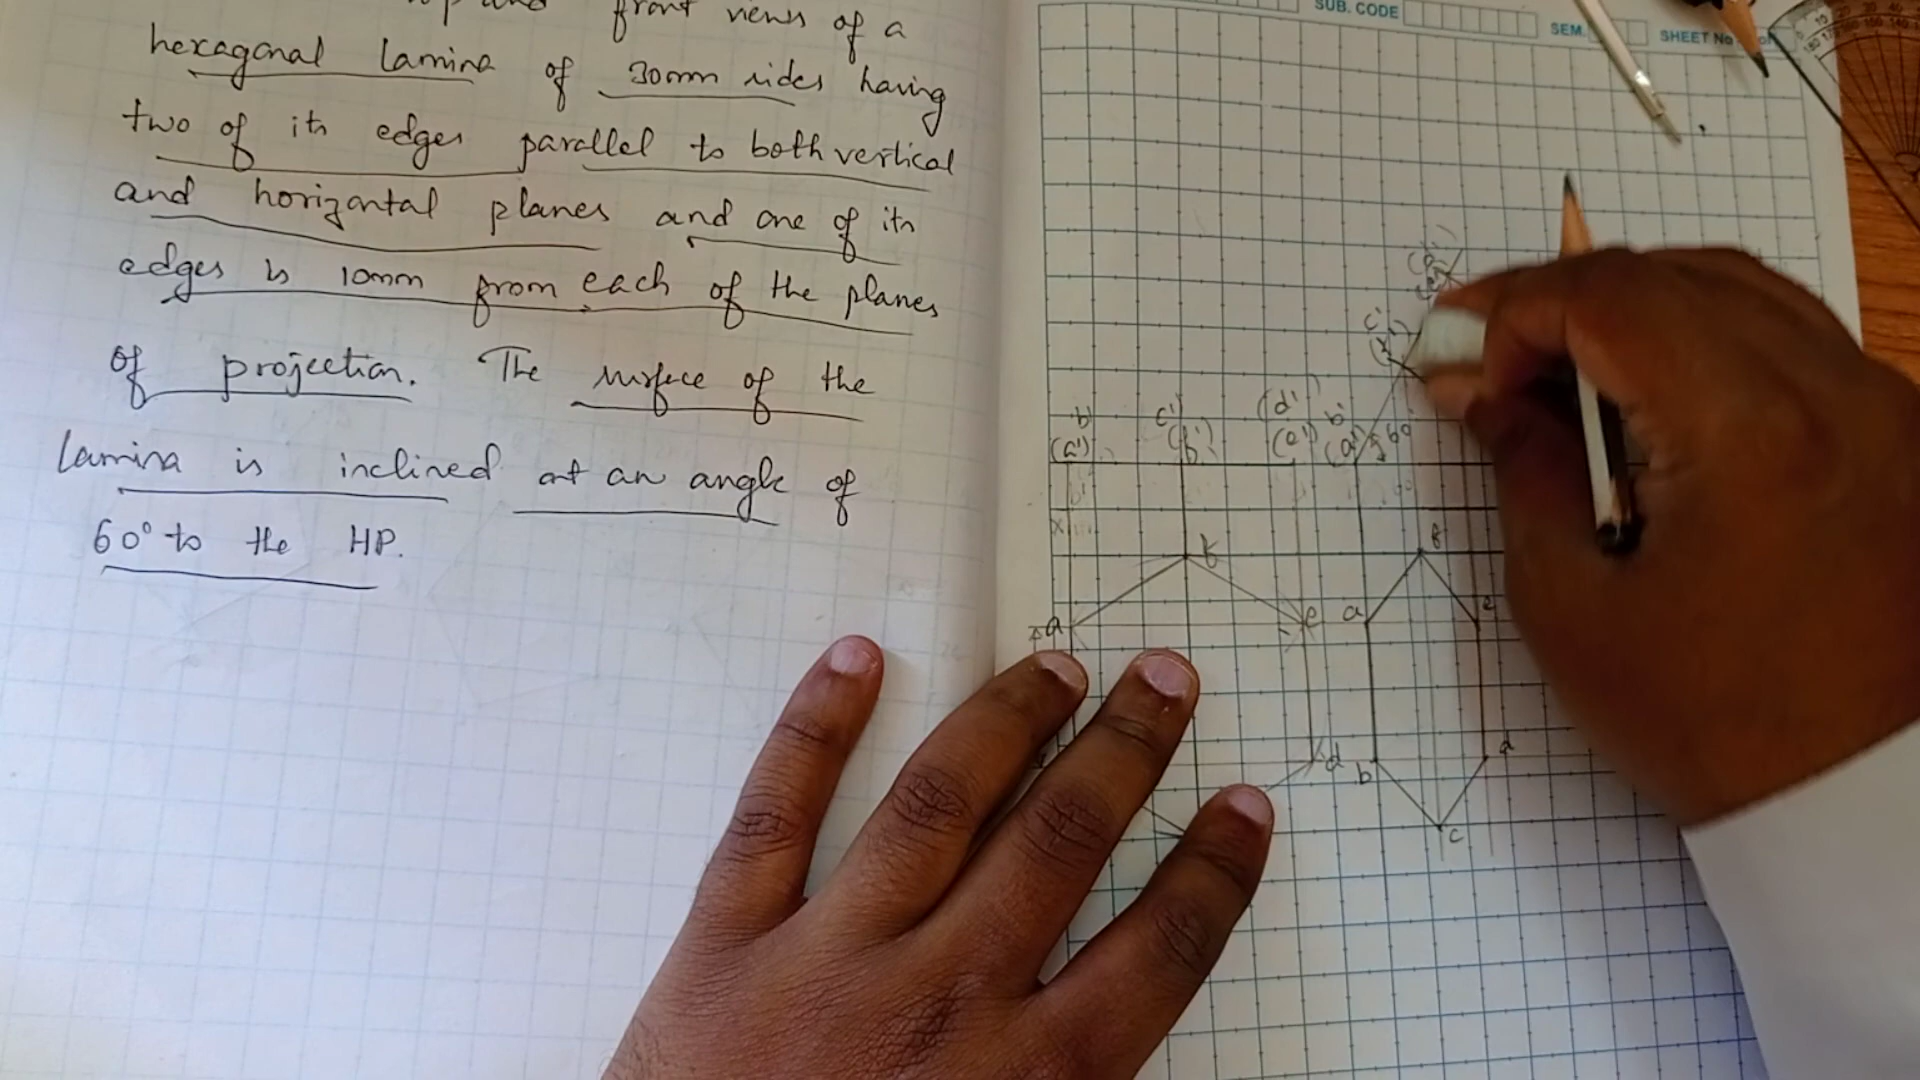 front views of a
hexagonal lamina of 30mm sides having
two of its edges parallel to both vertical
and horizontal planes and one of its
edges is 10mm from each of the planes
of projection. The surface of the
lamina is inclined at an angle of
60° to the HP.
SUB. CODE
SEM.
SHEET No
c'
b'
c'
(d')
b'
(a')
(e')
(a')
60°
f
a
e
a
e
d
b
d
c